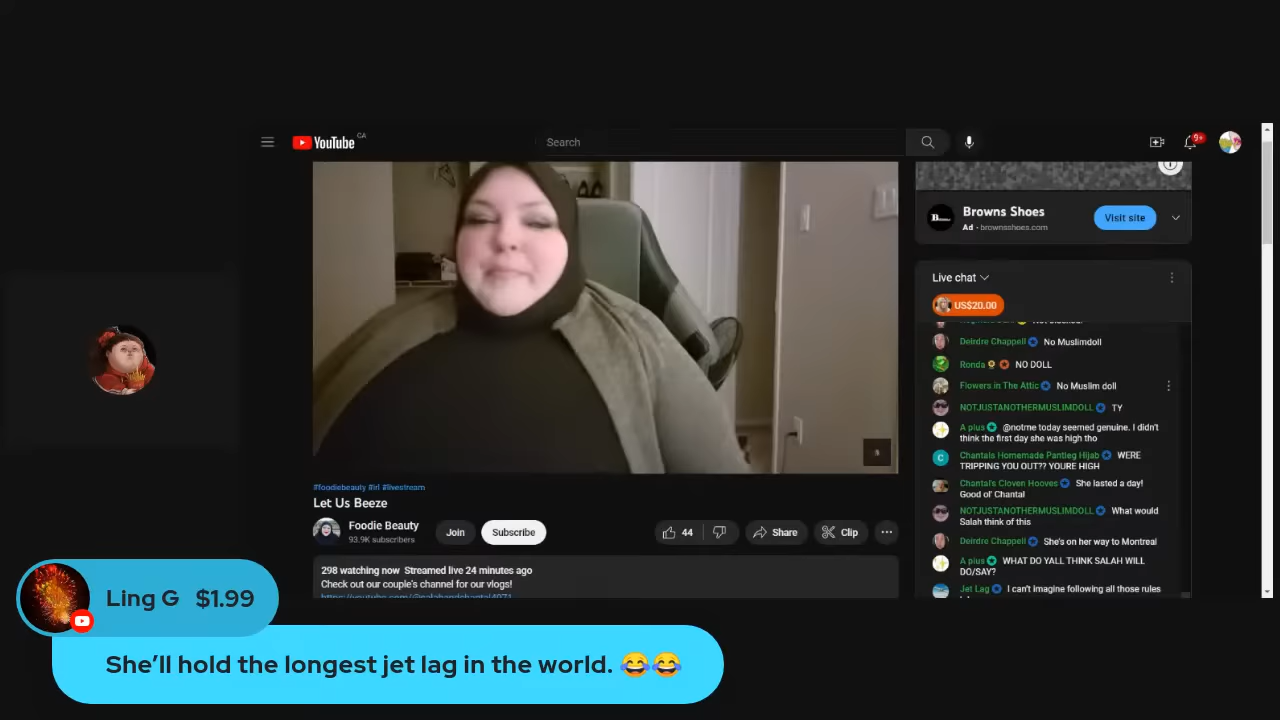 YouTube CA
Search
9+
Browns Shoes
Ad · brownsshoes.com
Visit site
Live chat
US$20.00
Deirdre Chappell No Muslimdoll
Ronda NO DOLL
Flowers in The Attic No Muslim doll
NOTJUSTANOTHERMUSLIMDOLL TY
A plus @notme today seemed genuine. I didn't
think the first day she was high tho
Chantals Homemade Pantleg Hijab WERE
TRIPPING YOU OUT?? YOURE HIGH
Chantal's Cloven Hooves She lasted a day!
Good ol' Chantal
NOTJUSTANOTHERMUSLIMDOLL What would
Salah think of this
Deirdre Chappell She's on her way to Montreal
A plus WHAT DO YALL THINK SALAH WILL
DO/SAY?
Jet Lag I can't imagine following all those rules
#foodiebeauty #irl #livestream
Let Us Beeze
Foodie Beauty
93.9K subscribers
Join
Subscribe
44
Share
Clip
298 watching now Streamed live 24 minutes ago
Check out our couple's channel for our vlogs!
Ling G $1.99
She'll hold the longest jet lag in the world. 😂😂